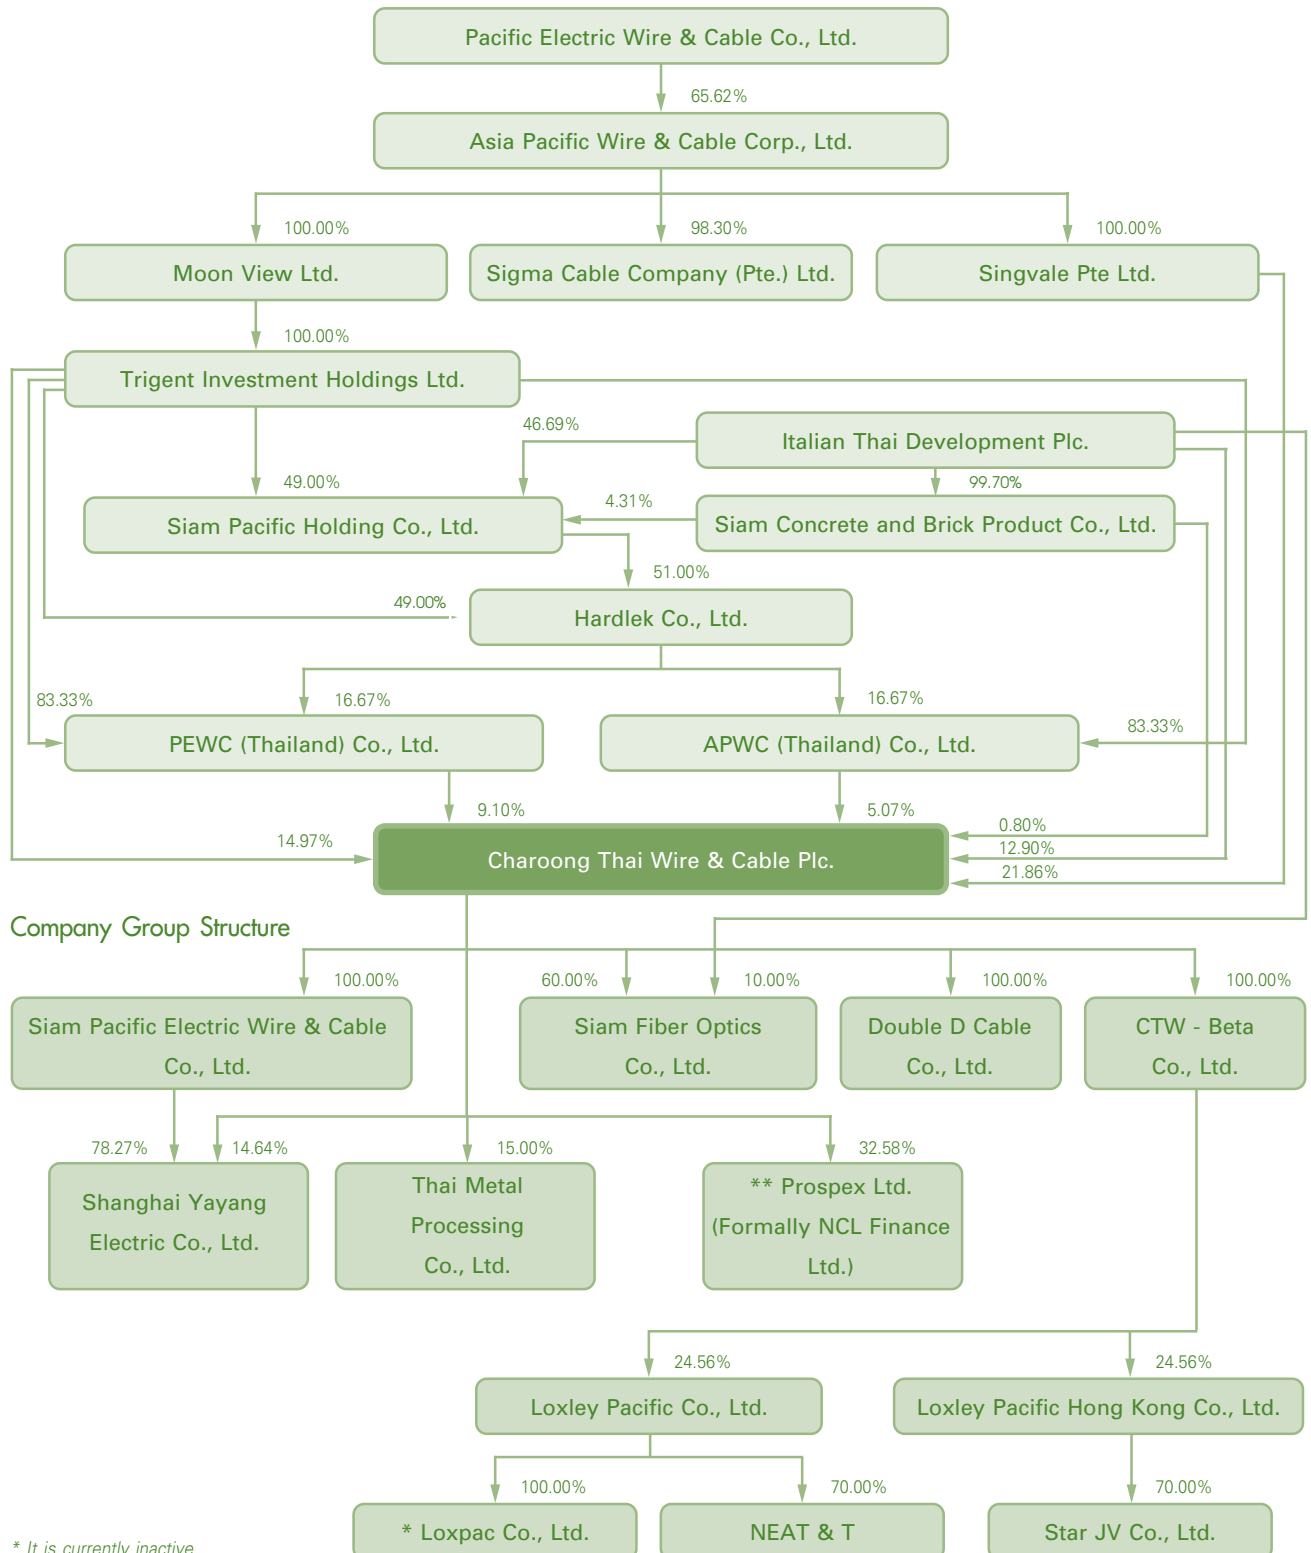 Pacific Electric Wire & Cable Co., Ltd.
65.62%
Asia Pacific Wire & Cable Corp., Ltd.
100.00%
98.30%
100.00%
Moon View Ltd.
Sigma Cable Company (Pte.) Ltd.
Singvale Pte Ltd.
100.00%
Trigent Investment Holdings Ltd.
46.69%
Italian Thai Development Plc.
49.00%
4.31%
99.70%
Siam Pacific Holding Co., Ltd.
Siam Concrete and Brick Product Co., Ltd.
51.00%
49.00%
Hardlek Co., Ltd.
83.33%
16.67%
16.67%
83.33%
PEWC (Thailand) Co., Ltd.
APWC (Thailand) Co., Ltd.
9.10%
5.07%
14.97%
0.80%
12.90%
21.86%
Charoong Thai Wire & Cable Plc.
Company Group Structure
100.00%
60.00%
10.00%
100.00%
100.00%
Siam Pacific Electric Wire & Cable
Co., Ltd.
Siam Fiber Optics
Co., Ltd.
Double D Cable
Co., Ltd.
CTW - Beta
Co., Ltd.
78.27%
14.64%
15.00%
32.58%
Shanghai Yayang
Electric Co., Ltd.
Thai Metal
Processing
Co., Ltd.
** Prospex Ltd.
(Formally NCL Finance
Ltd.)
24.56%
24.56%
Loxley Pacific Co., Ltd.
Loxley Pacific Hong Kong Co., Ltd.
100.00%
70.00%
70.00%
* Loxpac Co., Ltd.
NEAT & T
Star JV Co., Ltd.
* It is currently inactive